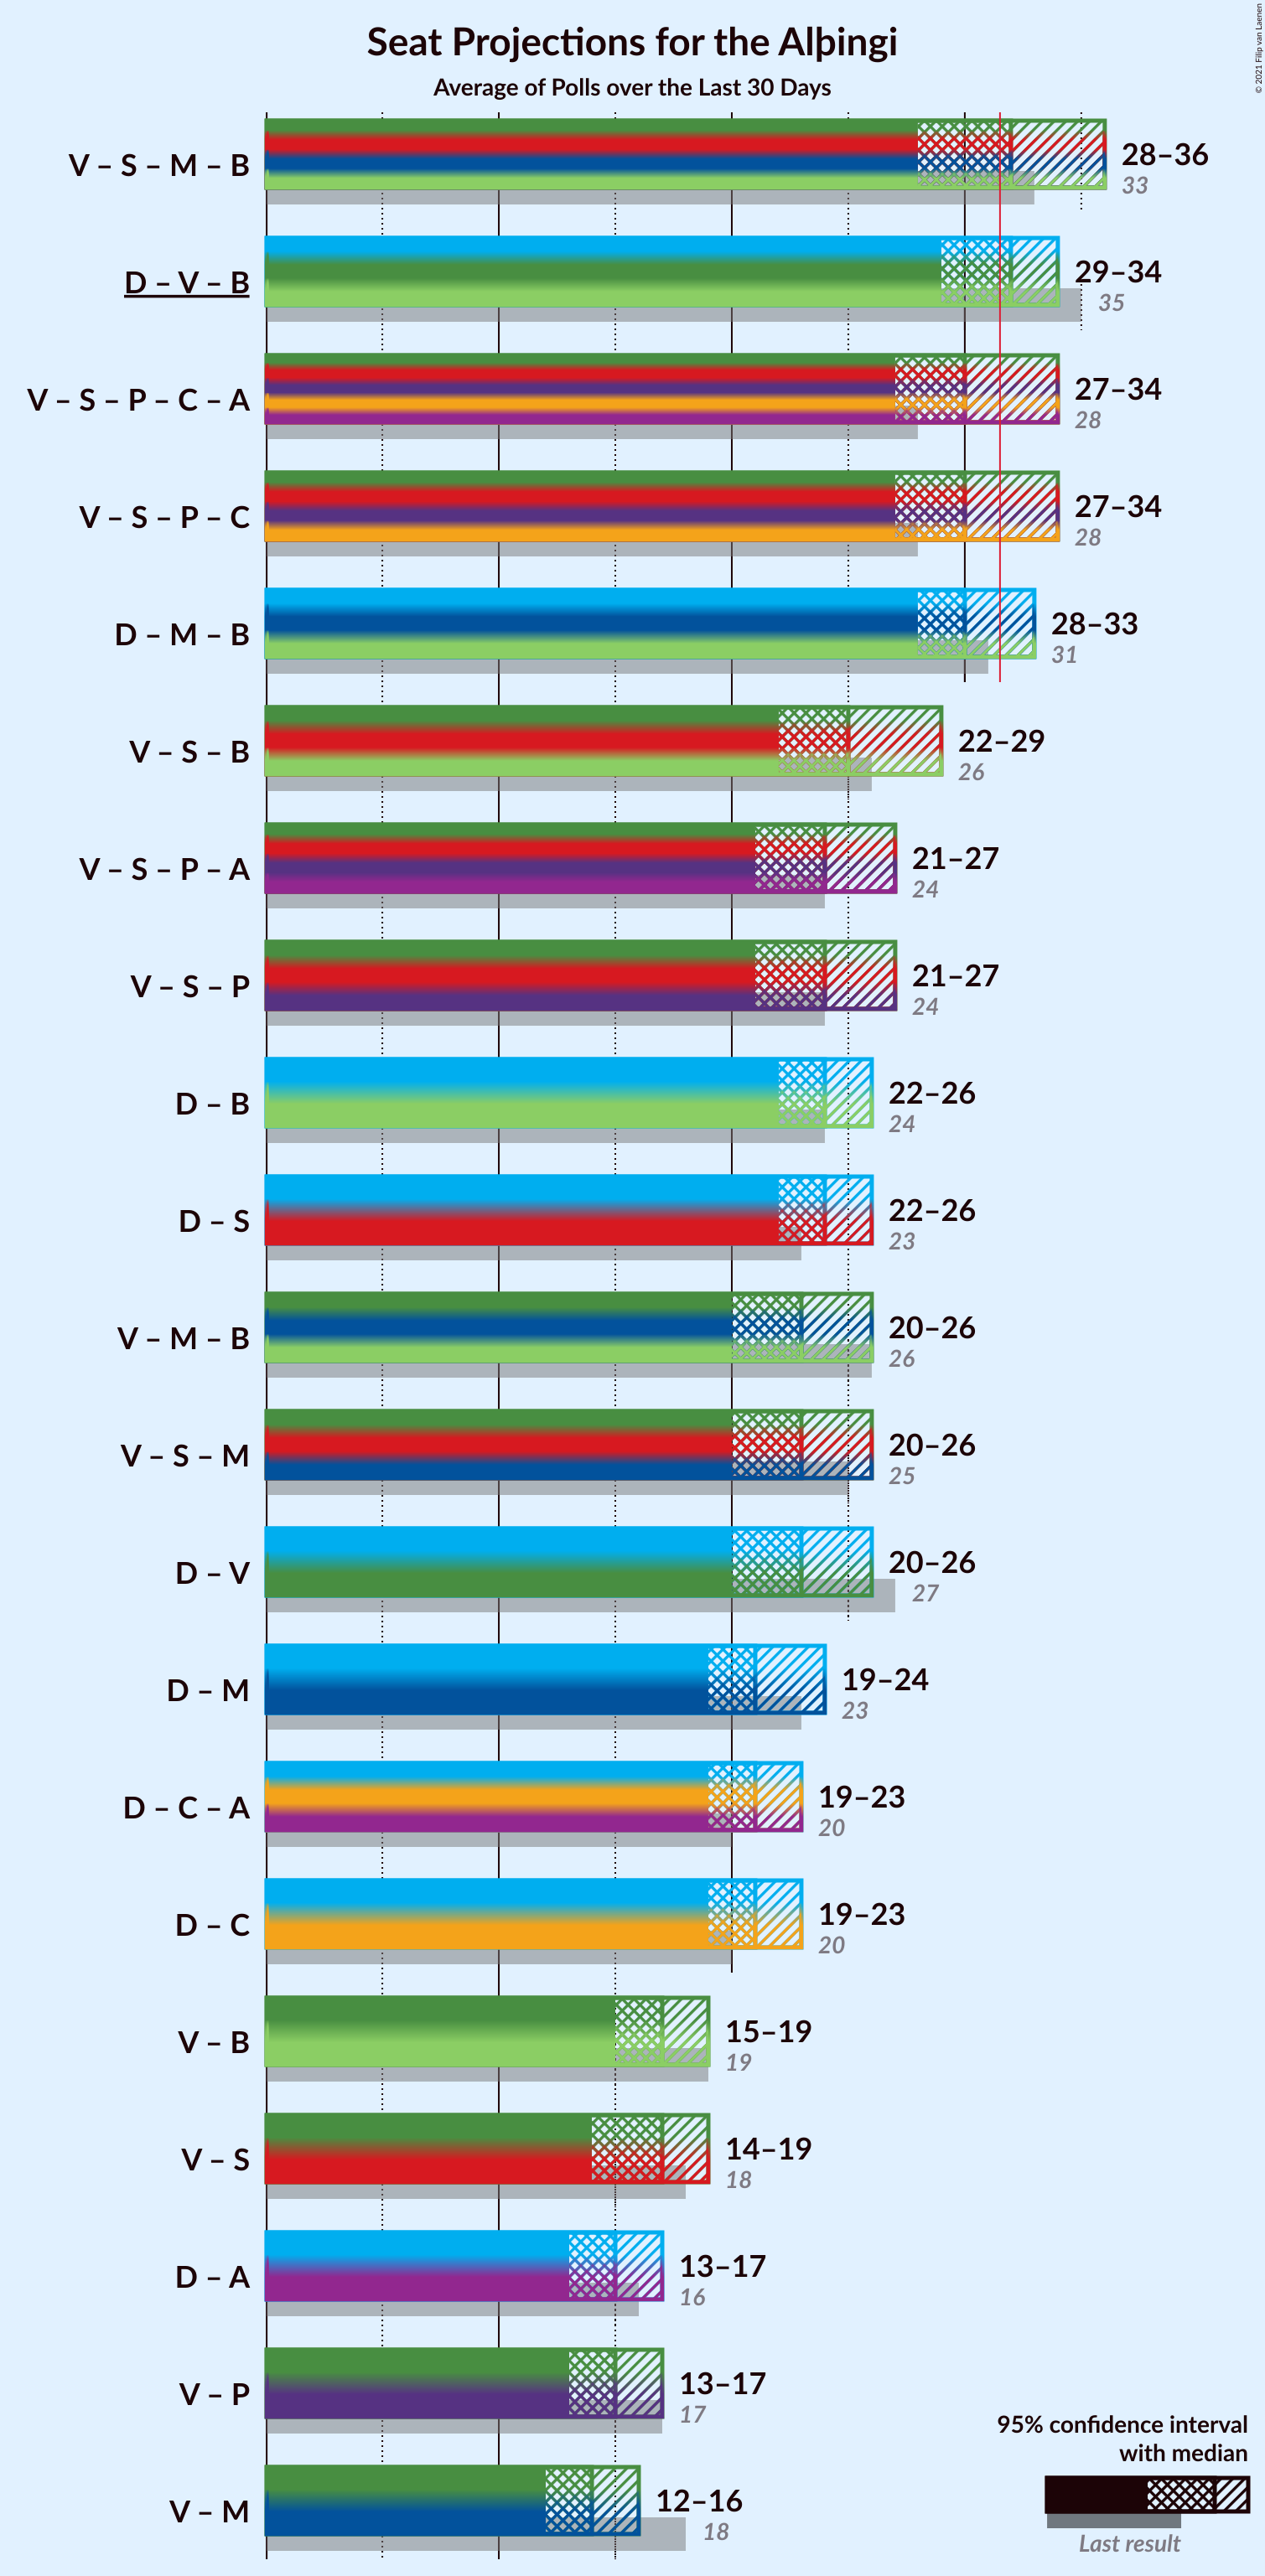 Seat Projections for the Alþingi
Average of Polls over the Last 30 Days
© 2021 Filip van Laenen
V – S – M – B
28–36
33
D – V – B
29–34
35
V – S – P – C – A
27–34
28
V – S – P – C
27–34
28
D – M – B
28–33
31
V – S – B
22–29
26
V – S – P – A
21–27
24
V – S – P
21–27
24
D – B
22–26
24
D – S
22–26
23
V – M – B
20–26
26
V – S – M
20–26
25
D – V
20–26
27
D – M
19–24
23
D – C – A
19–23
20
D – C
19–23
20
V – B
15–19
19
V – S
14–19
18
D – A
13–17
16
V – P
13–17
17
V – M
12–16
18
95% confidence interval
with median
Last result